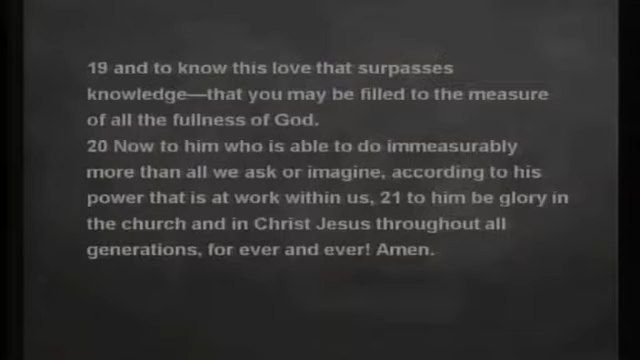 19 and to know this love that surpasses
knowledge—that you may be filled to the measure
of all the fullness of God.
20 Now to him who is able to do immeasurably
more than all we ask or imagine, according to his
power that is at work within us, 21 to him be glory in
the church and in Christ Jesus throughout all
generations, for ever and ever! Amen.